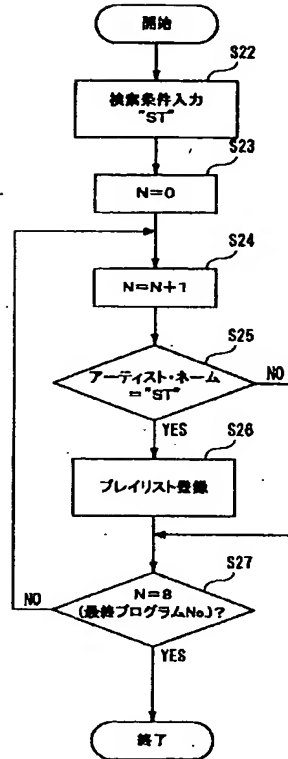 開始
S22
検索条件入力
"ST"
S23
N=0
S24
N=N+1
S25
アーティスト・ネーム
="ST"
NO
YES
S26
プレイリスト登録
S27
N=8
(最終プログラムNo.)?
NO
YES
終了